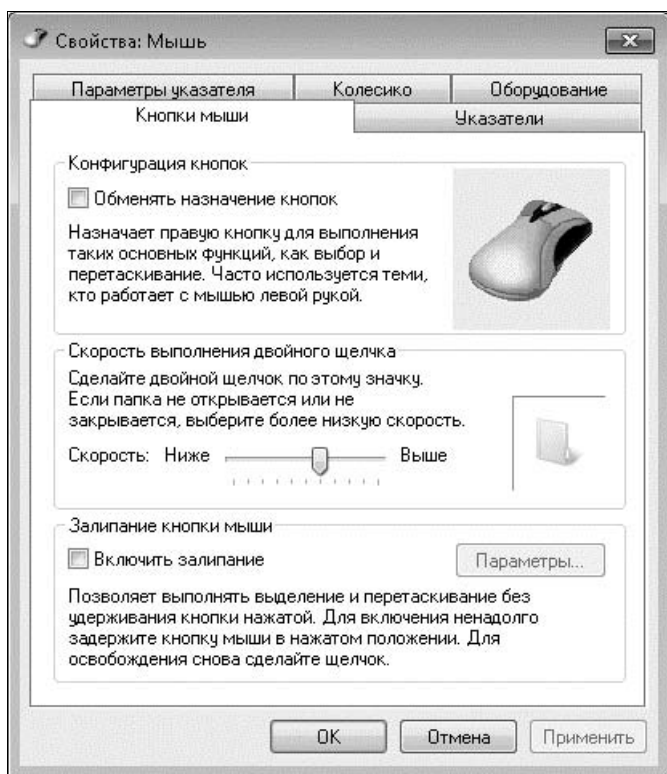 Свойства: Мышь
Параметры указателя
Колесико
Оборудование
Кнопки мыши
Указатели
Конфигурация кнопок
Обменять назначение кнопок
Назначает правую кнопку для выполнения
таких основных функций, как выбор и
перетаскивание. Часто используется теми,
кто работает с мышью левой рукой.
Скорость выполнения двойного щелчка
Сделайте двойной щелчок по этому значку.
Если папка не открывается или не
закрывается, выберите более низкую скорость.
Скорость: Ниже Выше
Залипание кнопки мыши
Включить залипание
Параметры...
Позволяет выполнять выделение и перетаскивание без
удерживания кнопки нажатой. Для включения ненадолго
задержите кнопку мыши в нажатом положении. Для
освобождения снова сделайте щелчок.
OK Отмена Применить